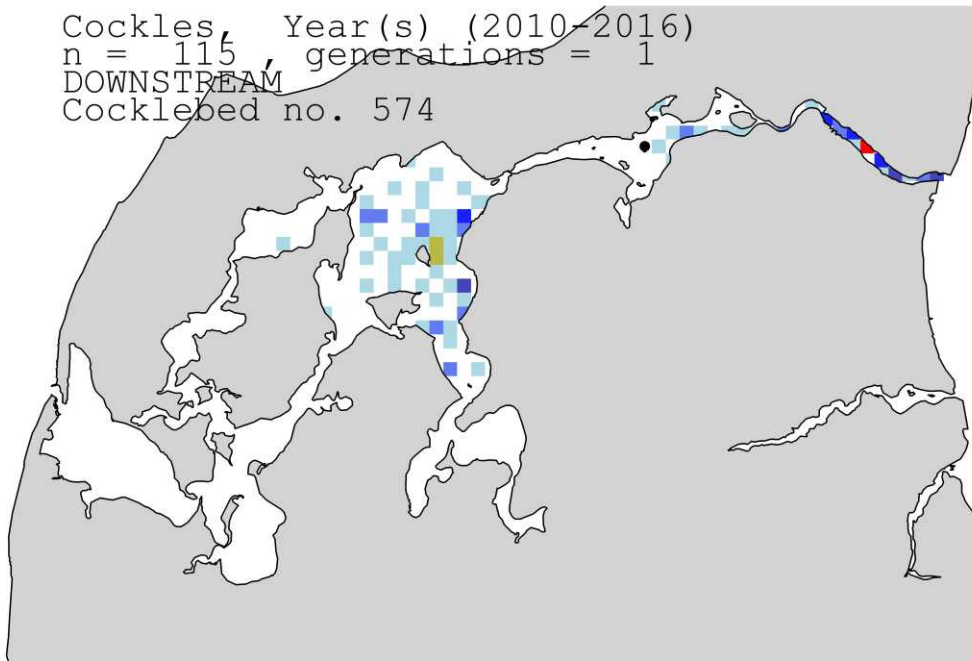 Cockles, Year(s) (2010-2016)
n = 115 , generations = 1
DOWNSTREAM
Cocklebed no. 574